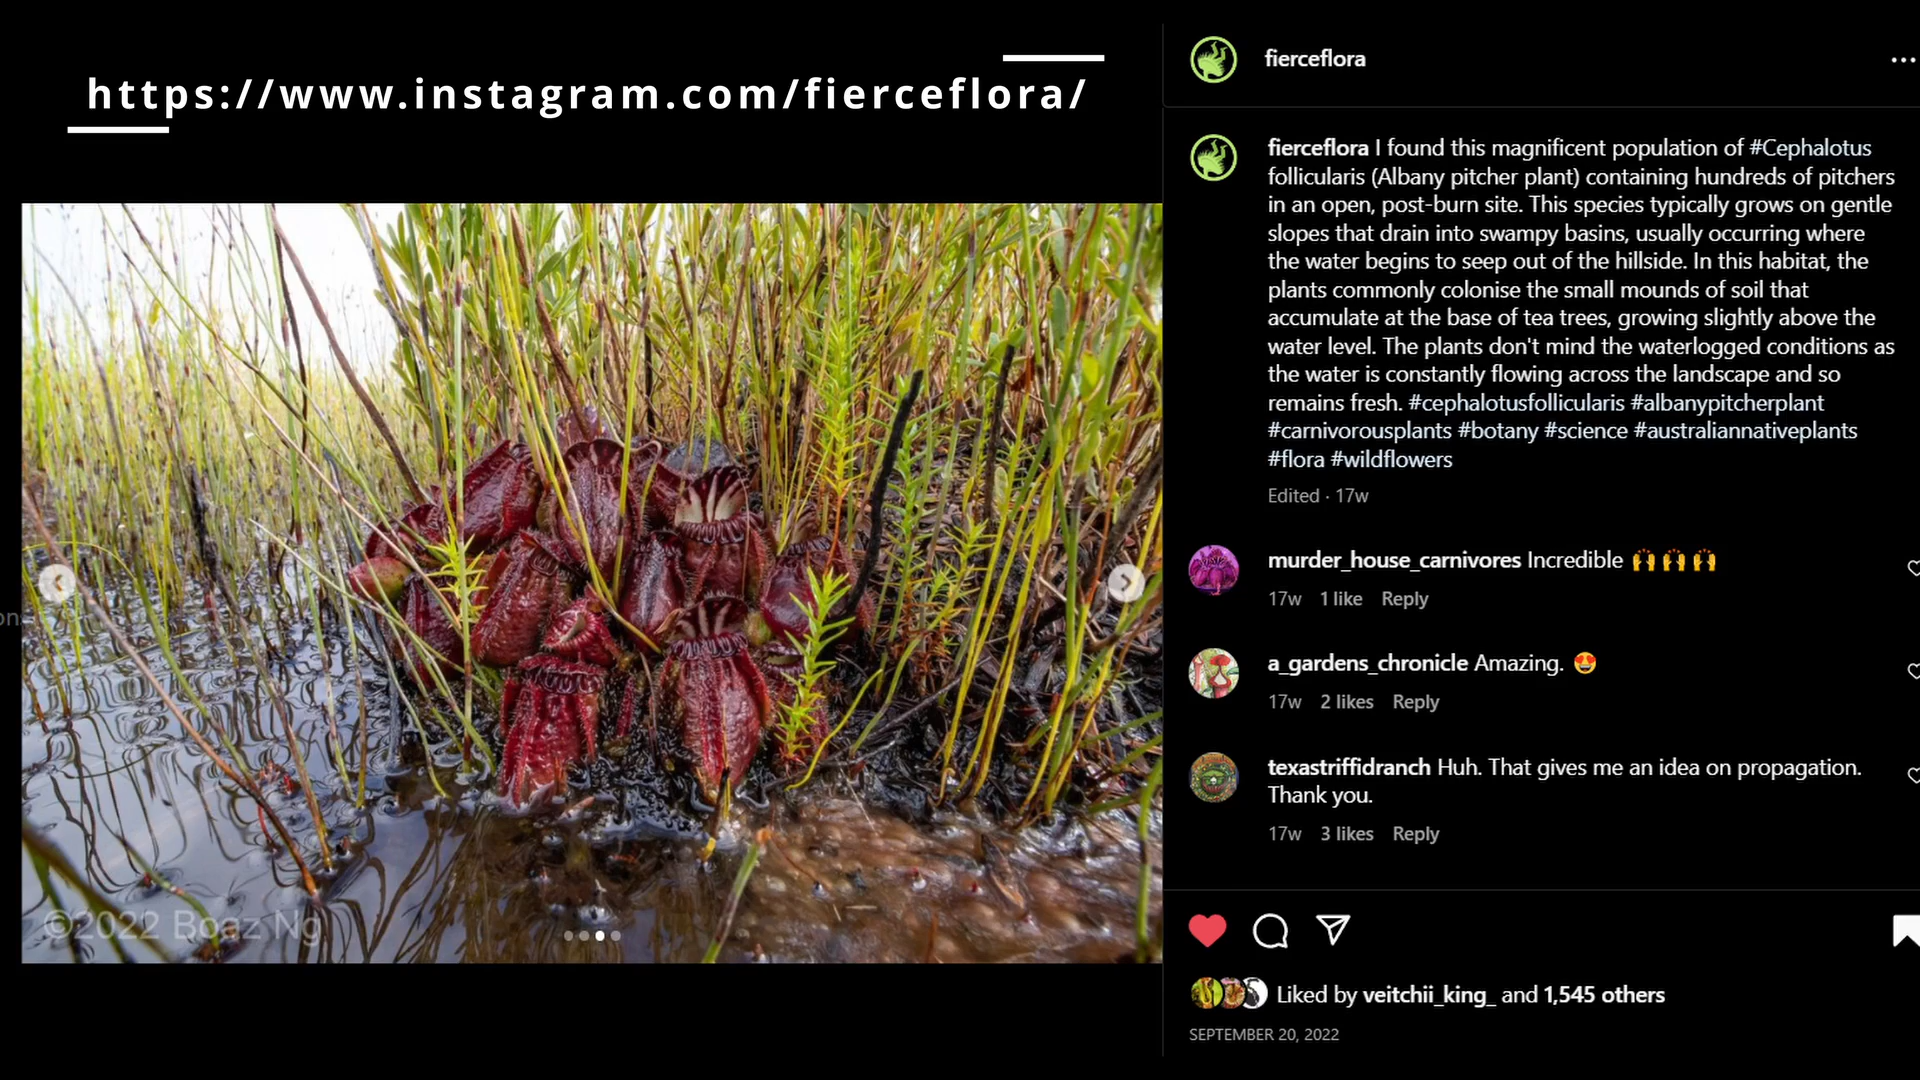 https://www.instagram.com/fierceflora/
©2022 Boaz Ng
fierceflora
fierceflora I found this magnificent population of #Cephalotus
follicularis (Albany pitcher plant) containing hundreds of pitchers
in an open, post-burn site. This species typically grows on gentle
slopes that drain into swampy basins, usually occurring where
the water begins to seep out of the hillside. In this habitat, the
plants commonly colonise the small mounds of soil that
accumulate at the base of tea trees, growing slightly above the
water level. The plants don't mind the waterlogged conditions as
the water is constantly flowing across the landscape and so
remains fresh. #cephalotusfollicularis #albanypitcherplant
#carnivorousplants #botany #science #australiannativeplants
#flora #wildflowers
Edited · 17w
murder_house_carnivores Incredible 🙌🙌🙌
17w 1 like Reply
a_gardens_chronicle Amazing. 😍
17w 2 likes Reply
texastriffidranch Huh. That gives me an idea on propagation.
Thank you.
17w 3 likes Reply
Liked by veitchii_king_ and 1,545 others
SEPTEMBER 20, 2022